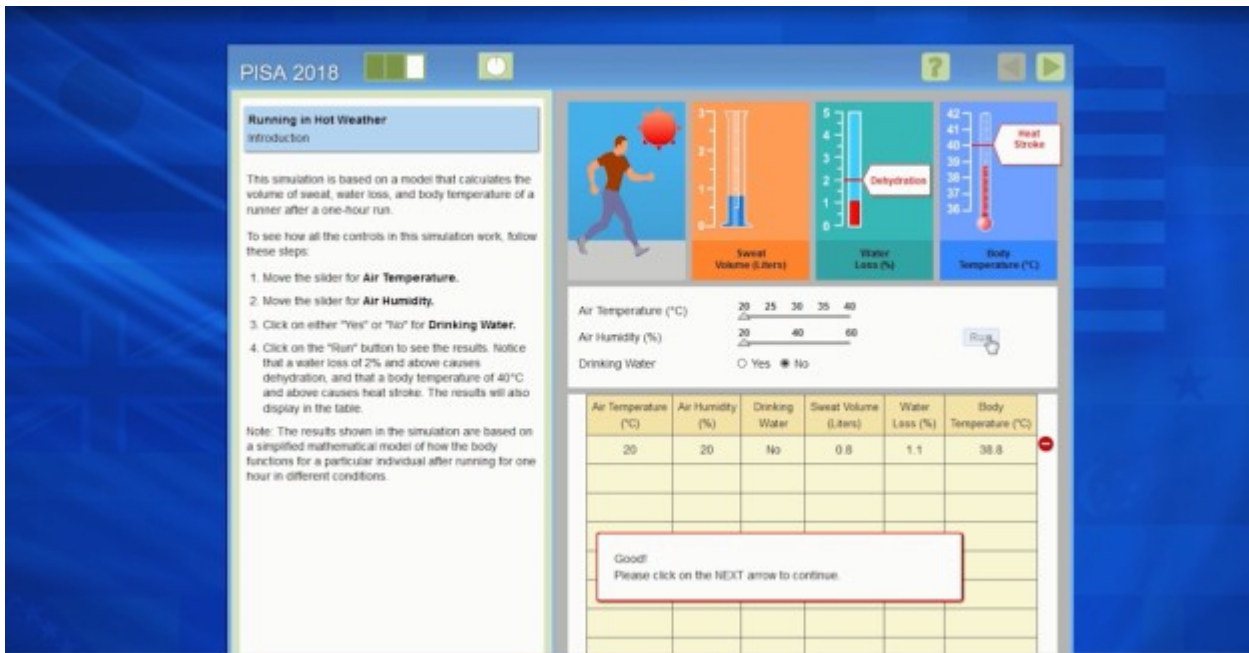 PISA 2018
?
Running in Hot Weather
Introduction
This simulation is based on a model that calculates the
volume of sweat, water loss, and body temperature of a
runner after a one-hour run.
To see how all the controls in this simulation work, follow
these steps:
1. Move the slider for Air Temperature.
2. Move the slider for Air Humidity.
3. Click on either "Yes" or "No" for Drinking Water.
4. Click on the "Run" button to see the results. Notice
that a water loss of 2% and above causes
dehydration, and that a body temperature of 40°C
and above causes heat stroke. The results will also
display in the table.
Note: The results shown in the simulation are based on
a simplified mathematical model of how the body
functions for a particular individual after running for one
hour in different conditions.
3
2
1
0
Sweat
Volume (Liters)
5
4
3
2
1
0
Dehydration
Water
Loss (%)
42
41
40
39
38
37
36
Heat
Stroke
Body
Temperature (°C)
Air Temperature (°C) 20 25 30 35 40
Air Humidity (%) 20 40 60
Drinking Water Yes No
Run
Air Temperature (°C) Air Humidity (%) Drinking Water Sweat Volume (Liters) Water Loss (%) Body Temperature (°C)
20 20 No 0.8 1.1 38.8
Good!
Please click on the NEXT arrow to continue.